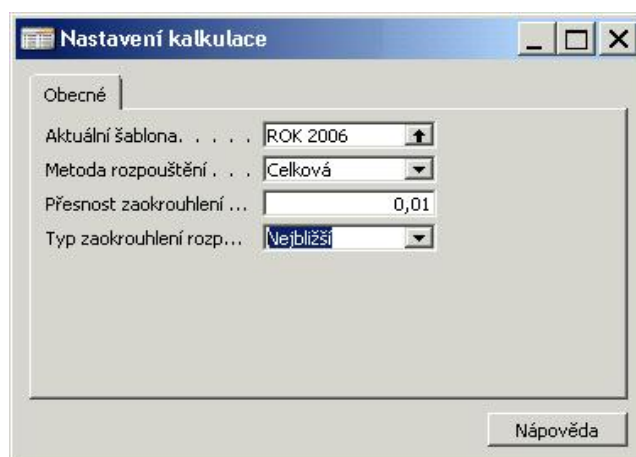 Nastavení kalkulace
Obecné
Aktuální šablona. . . . . ROK 2006
Metoda rozpouštění . . . Celková
Přesnost zaokrouhlení ... 0,01
Typ zaokrouhlení rozp... Nejbližší
Nápověda